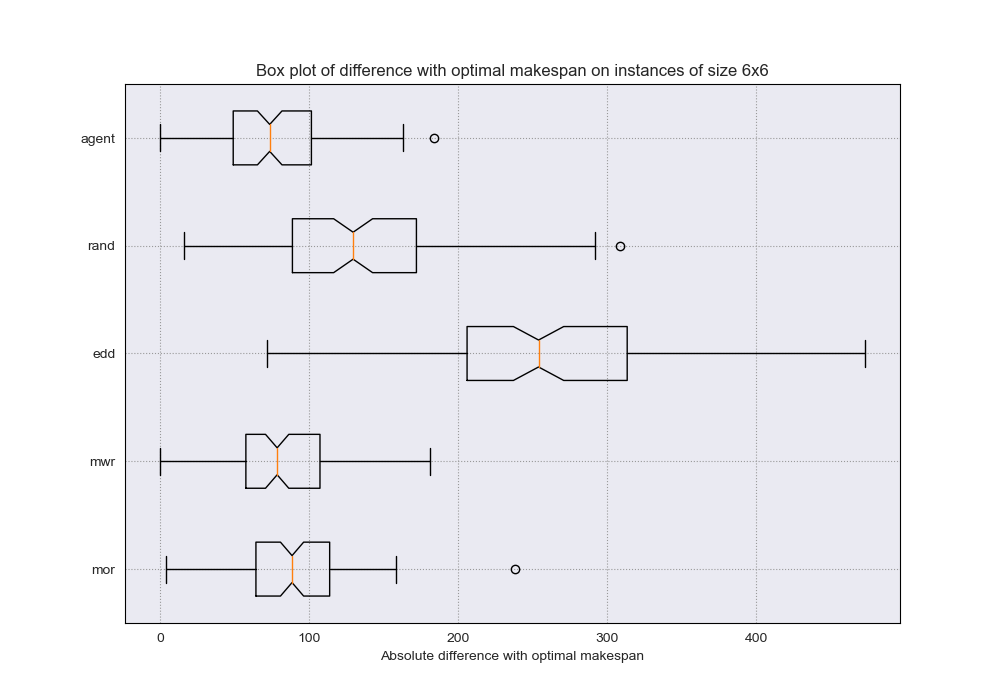 Box plot of difference with optimal makespan on instances of size 6x6
agent
rand
edd
mwr
mor
0 100 200 300 400
Absolute difference with optimal makespan